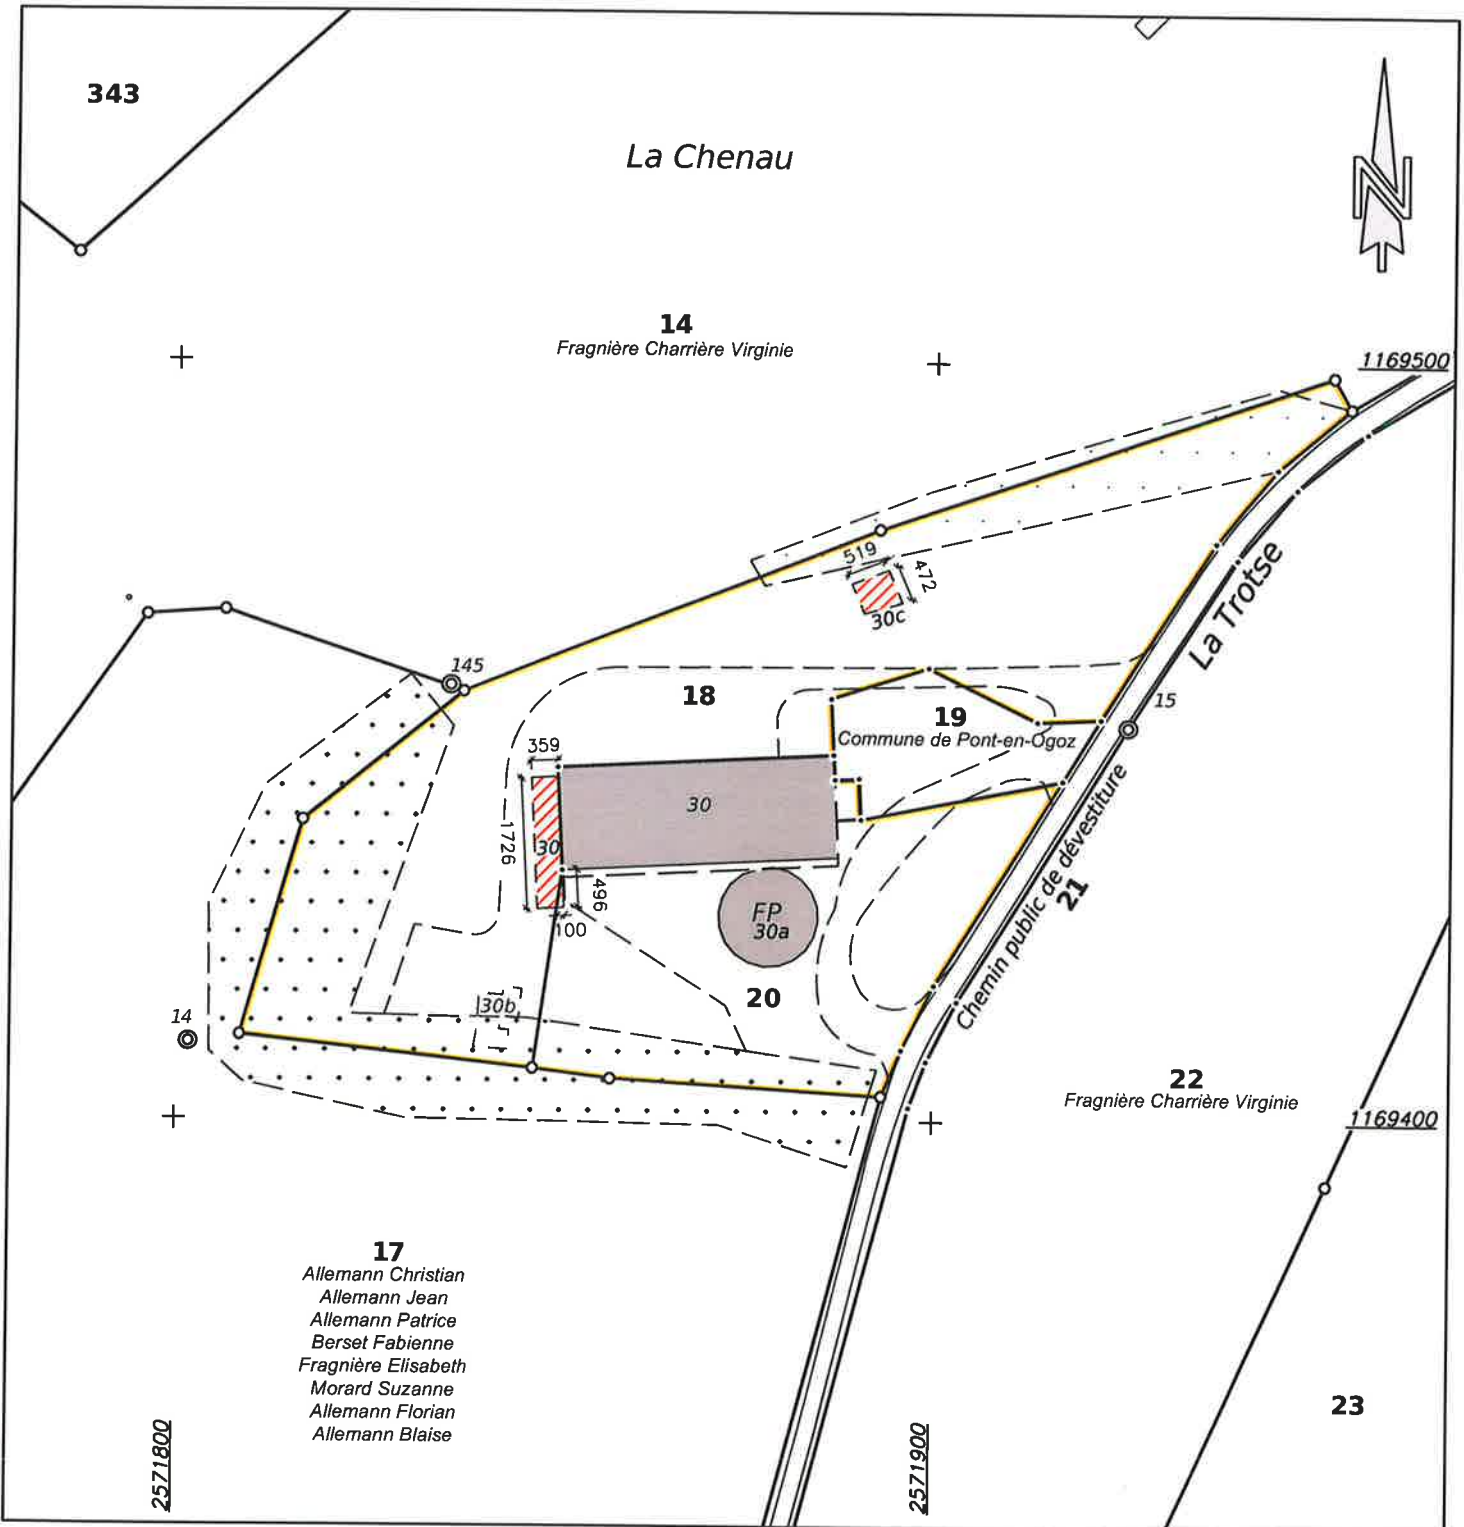 343
La Chenau
N
14
Fragnière Charrière Virginie
1169500
519
472
30c
La Trotse
145
18
15
19
Commune de Pont-en-Ogoz
359
30
30
1726
496
100
FP
30a
Chemin public de dévestiture
21
20
30b
14
22
Fragnière Charrière Virginie
1169400
17
Allemann Christian
Allemann Jean
Allemann Patrice
Berset Fabienne
Fragnière Elisabeth
Morard Suzanne
Allemann Florian
Allemann Blaise
23
2571800
2571900